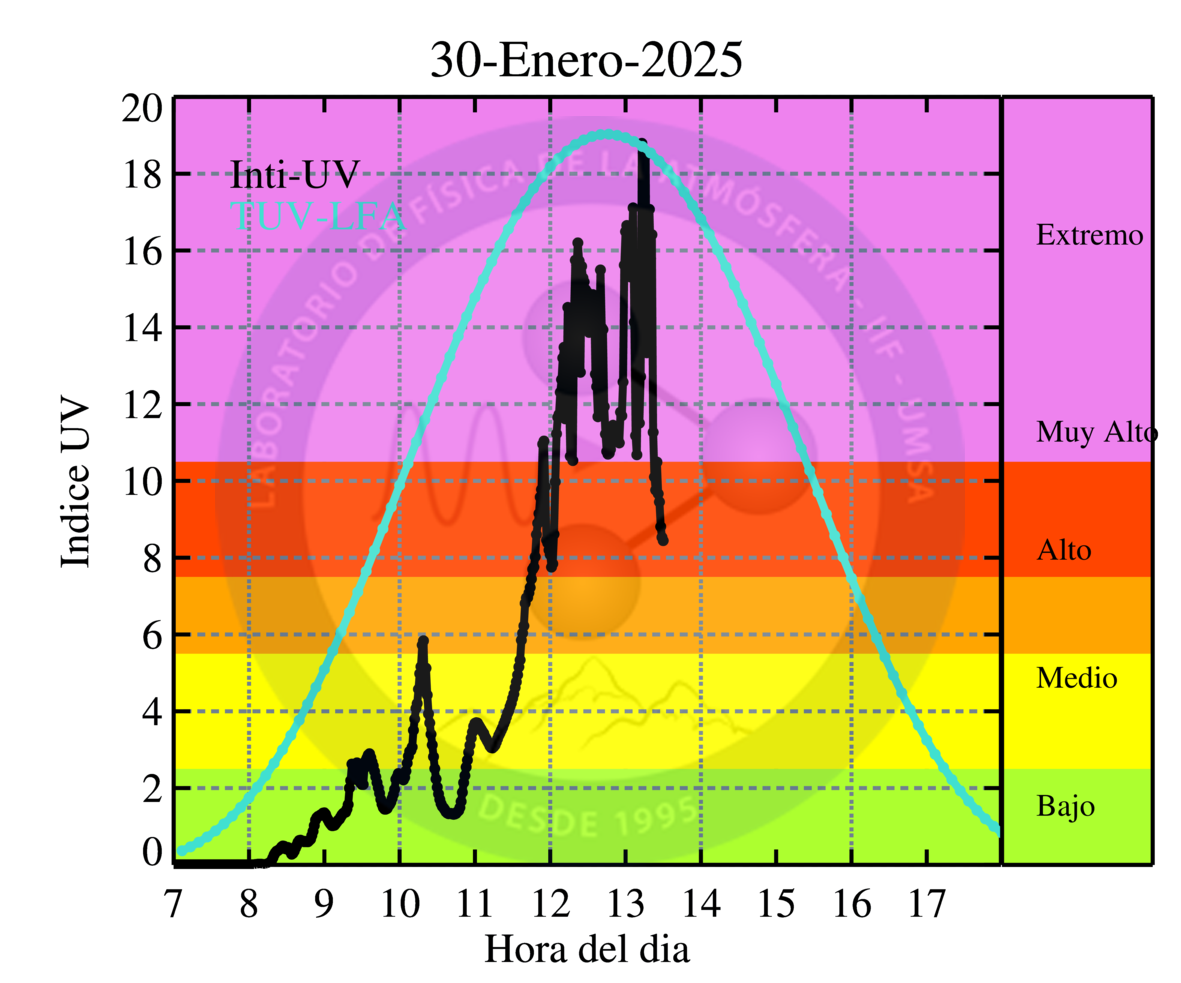 30-Enero-2025
20
18
16
14
12
10
8
6
4
2
0
Indice UV
Inti-UV
TUV-LFA
LABORATORIO DE FÍSICA DE LA ATMÓSFERA - IIF - UMSA
DESDE 1995
Extremo
Muy Alto
Alto
Medio
Bajo
7 8 9 10 11 12 13 14 15 16 17
Hora del dia